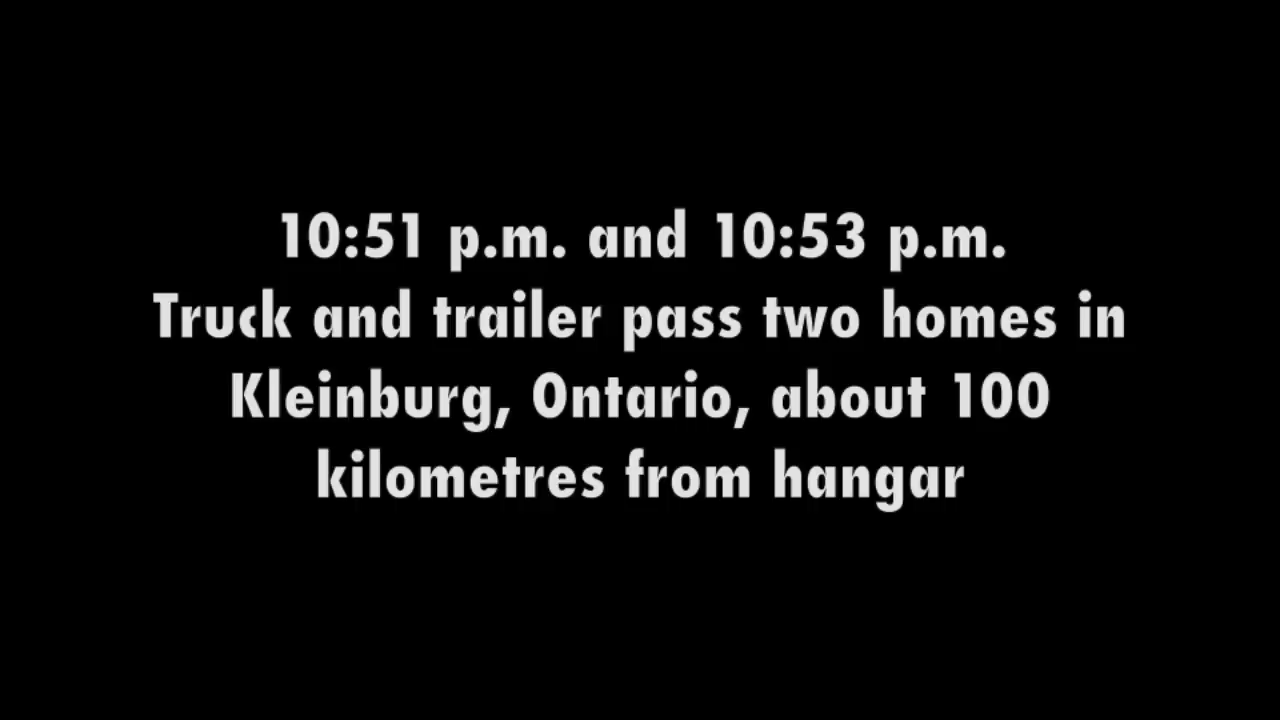 10:51 p.m. and 10:53 p.m.
Truck and trailer pass two homes in
Kleinburg, Ontario, about 100
kilometres from hangar